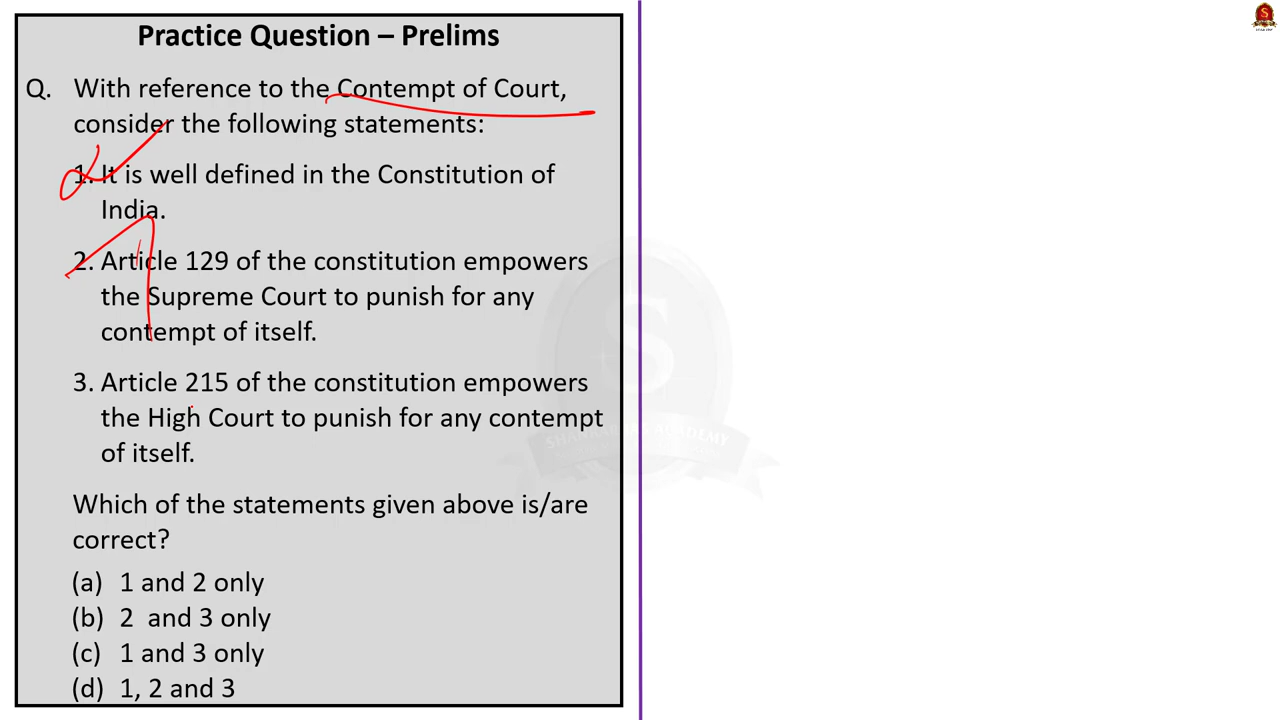 Practice Question – Prelims
Q. With reference to the Contempt of Court,
consider the following statements:
1. It is well defined in the Constitution of
India.
2. Article 129 of the constitution empowers
the Supreme Court to punish for any
contempt of itself.
3. Article 215 of the constitution empowers
the High Court to punish for any contempt
of itself.
Which of the statements given above is/are
correct?
(a) 1 and 2 only
(b) 2 and 3 only
(c) 1 and 3 only
(d) 1, 2 and 3
S